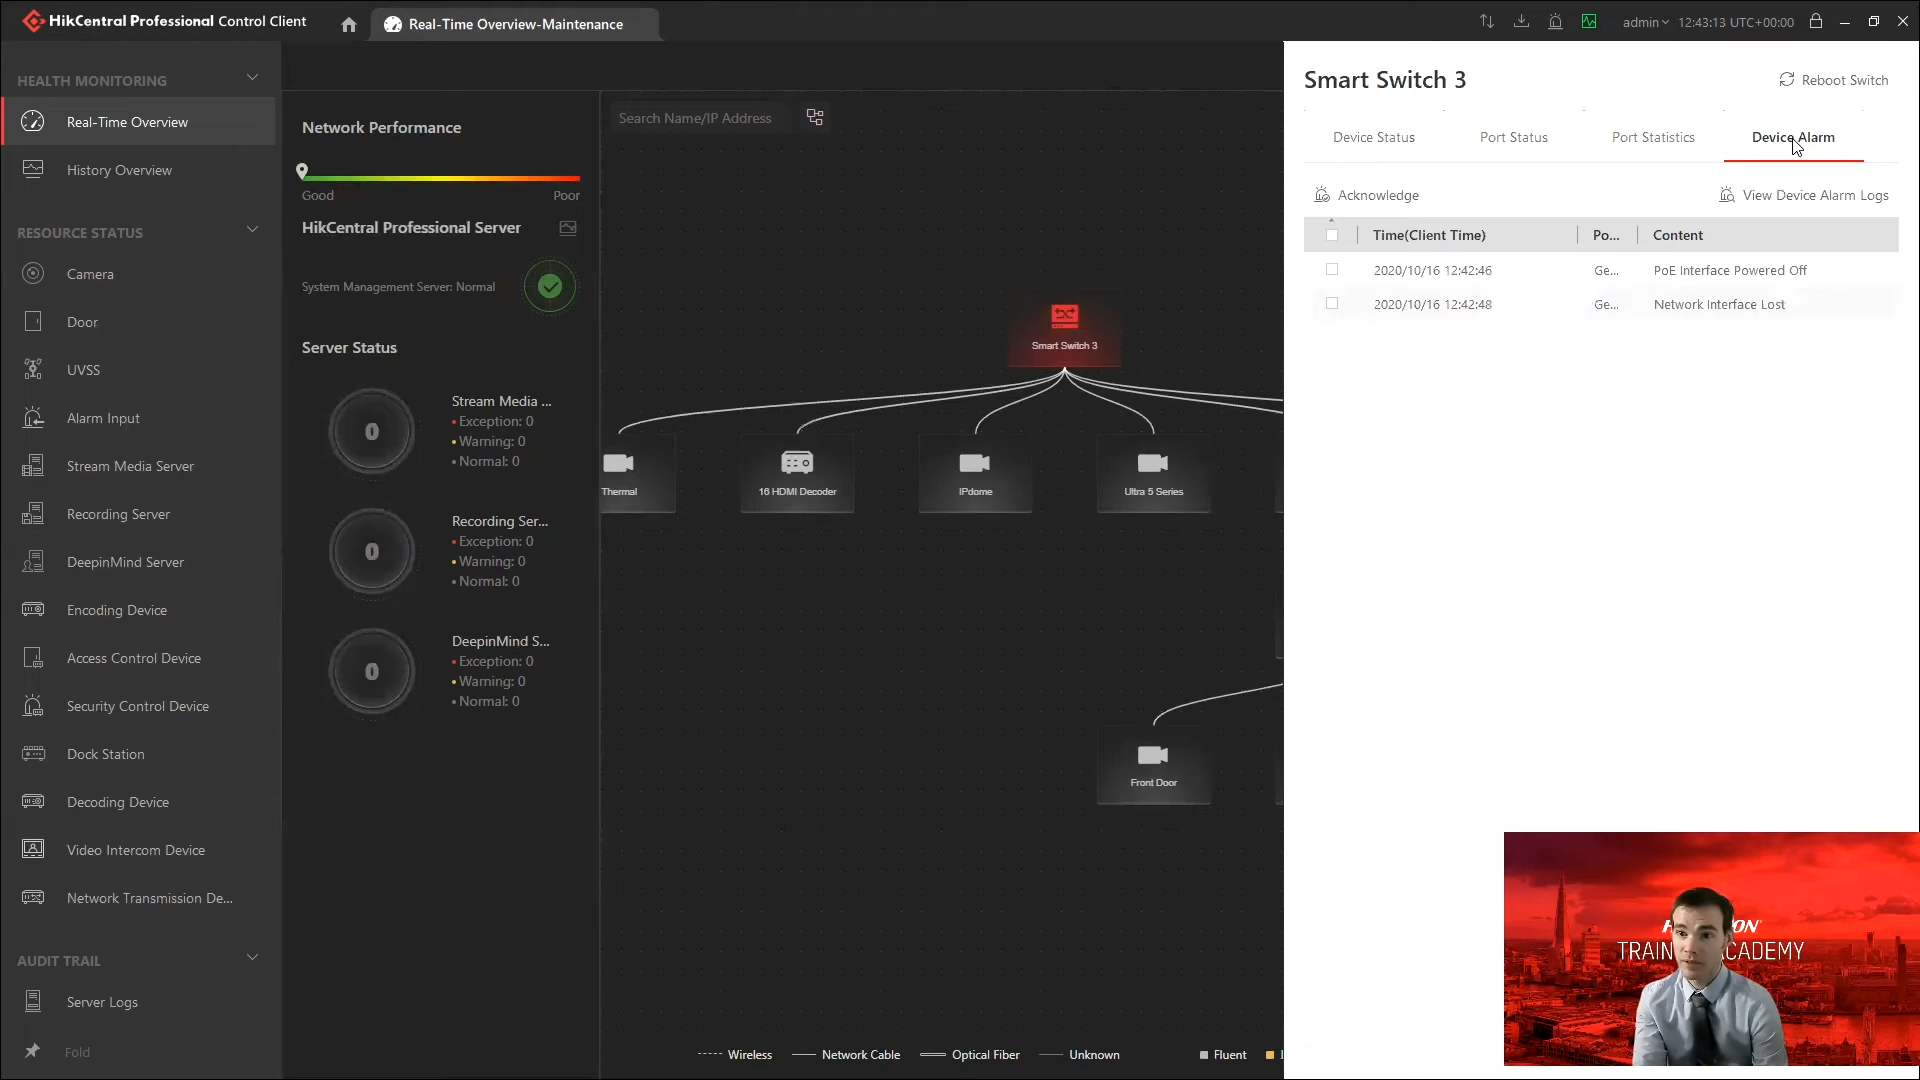 HikCentral Professional Control Client
Real-Time Overview-Maintenance
admin
12:43:13 UTC+00:00
HEALTH MONITORING
Real-Time Overview
History Overview
RESOURCE STATUS
Camera
Door
UVSS
Alarm Input
Stream Media Server
Recording Server
DeepinMind Server
Encoding Device
Access Control Device
Security Control Device
Dock Station
Decoding Device
Video Intercom Device
Network Transmission De...
AUDIT TRAIL
Server Logs
Fold
Network Performance
Good
Poor
HikCentral Professional Server
System Management Server: Normal
Server Status
0
Stream Media ...
Exception: 0
Warning: 0
Normal: 0
0
Recording Ser...
Exception: 0
Warning: 0
Normal: 0
0
DeepinMind S...
Exception: 0
Warning: 0
Normal: 0
Search Name/IP Address
Smart Switch 3
Thermal
16 HDMI Decoder
IPdome
Ultra 5 Series
Front Door
Wireless
Network Cable
Optical Fiber
Unknown
Fluent
Smart Switch 3
Reboot Switch
Device Status
Port Status
Port Statistics
Device Alarm
Acknowledge
View Device Alarm Logs
Time(Client Time)
Po...
Content
2020/10/16 12:42:46
Ge...
PoE Interface Powered Off
2020/10/16 12:42:48
Ge...
Network Interface Lost